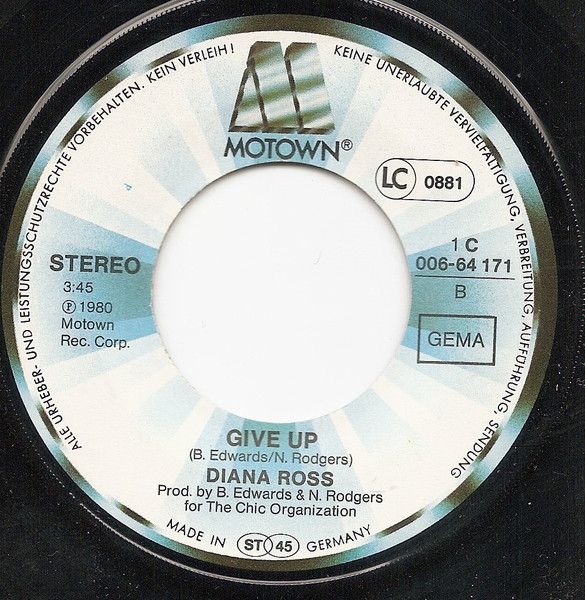 ALLE URHEBER- UND LEISTUNGSSCHUTZRECHTE VORBEHALTEN. KEIN VERLEIH! KEINE UNERLAUBTE VERVIELFÄLTIGUNG, VERBREITUNG, AUFFÜHRUNG, SENDUNG
MOTOWN®
LC 0881
STEREO
3:45
℗ 1980
Motown
Rec. Corp.
1 C
006-64 171
B
GEMA
GIVE UP
(B. Edwards/N. Rodgers)
DIANA ROSS
Prod. by B. Edwards & N. Rodgers
for The Chic Organization
MADE IN ST 45 GERMANY